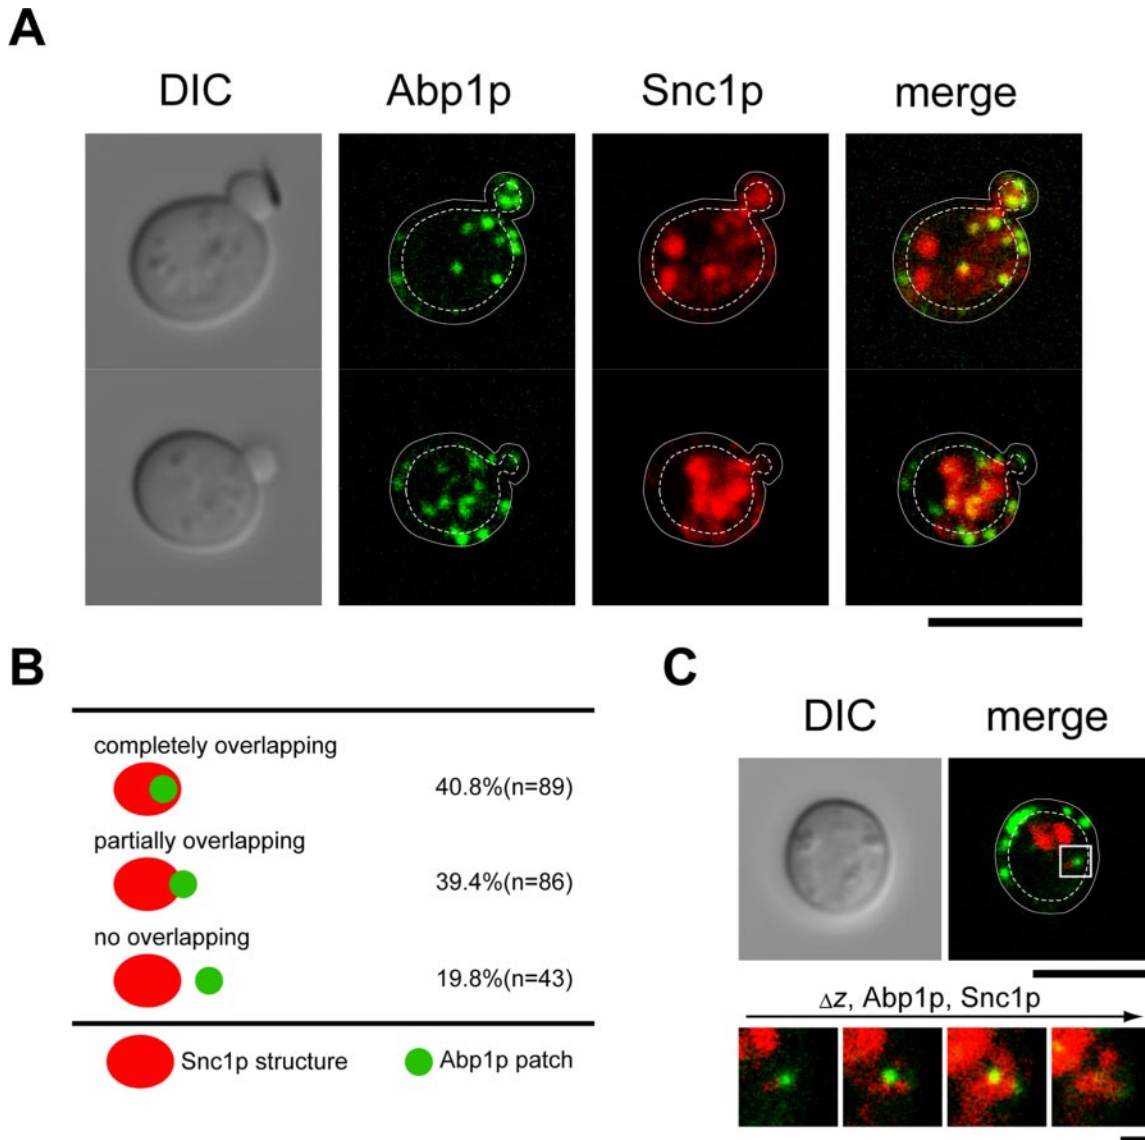 A
DIC Abp1p Snc1p merge
B
completely overlapping
40.8%(n=89)
partially overlapping
39.4%(n=86)
no overlapping
19.8%(n=43)
Snc1p structure Abp1p patch
C
DIC merge
Δz, Abp1p, Snc1p